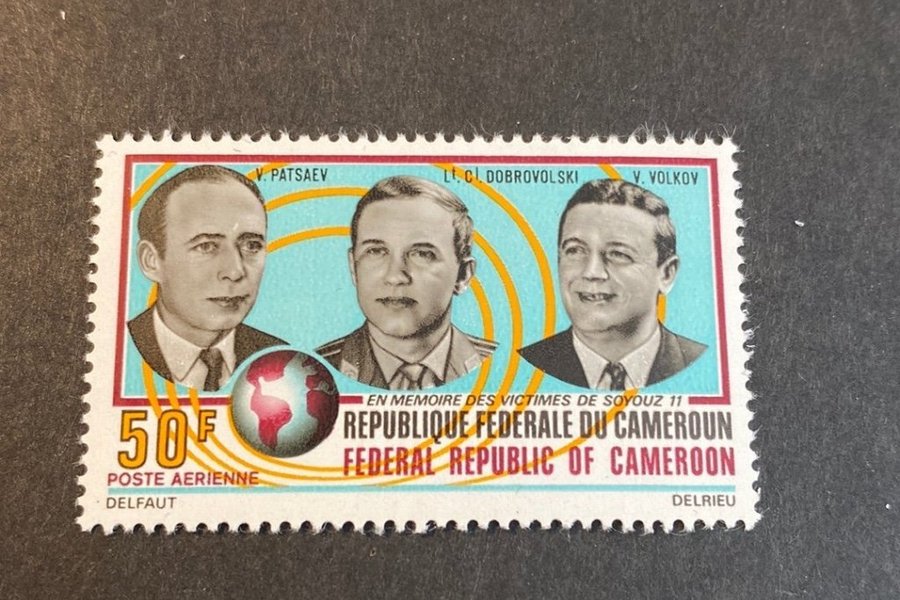 V. PATSAEV
Lt. Cl. DOBROVOLSKI
V. VOLKOV
EN MEMOIRE DES VICTIMES DE SOYOUZ 11
50F
REPUBLIQUE FEDERALE DU CAMEROUN
FEDERAL REPUBLIC OF CAMEROON
POSTE AERIENNE
DELFAUT
DELRIEU